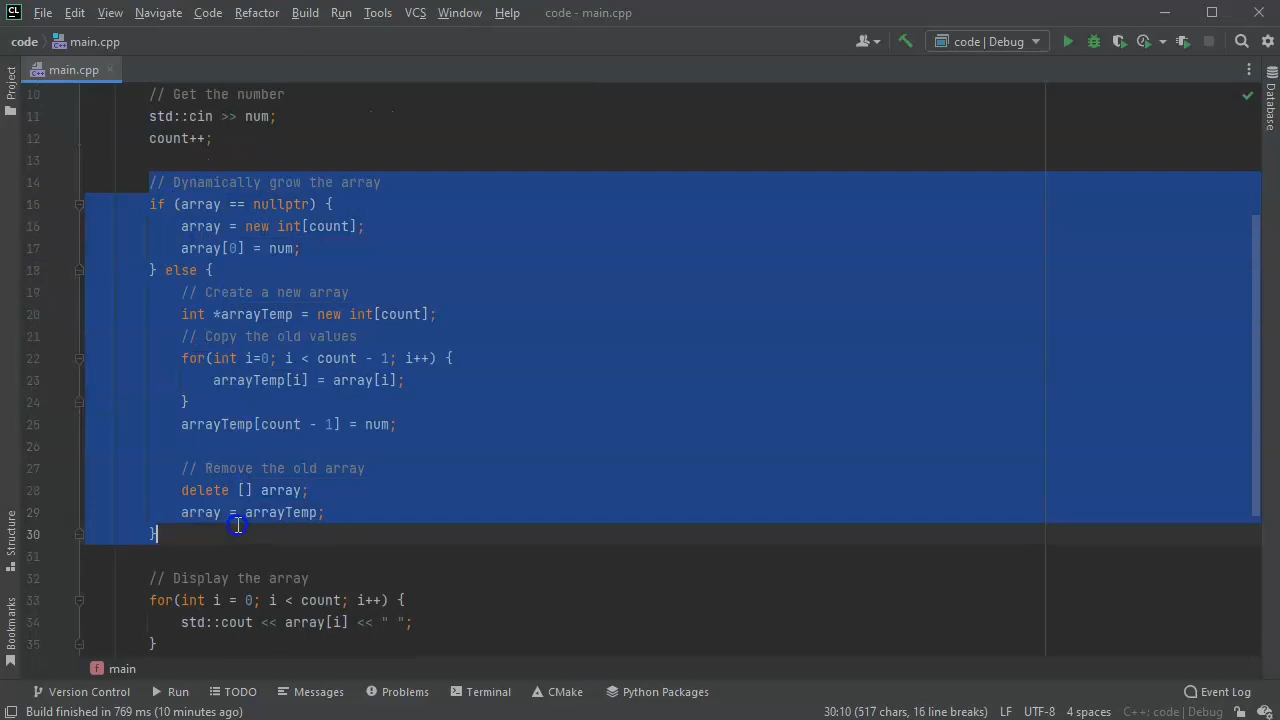 CL File Edit View Navigate Code Refactor Build Run Tools VCS Window Help code - main.cpp
code main.cpp code | Debug
main.cpp
Project
Database
Structure
Bookmarks
10 // Get the number
11 std::cin >> num;
12 count++;
13
14 // Dynamically grow the array
15 if (array == nullptr) {
16 array = new int[count];
17 array[0] = num;
18 } else {
19 // Create a new array
20 int *arrayTemp = new int[count];
21 // Copy the old values
22 for(int i=0; i < count - 1; i++) {
23 arrayTemp[i] = array[i];
24 }
25 arrayTemp[count - 1] = num;
26
27 // Remove the old array
28 delete [] array;
29 array = arrayTemp;
30 }
31
32 // Display the array
33 for(int i = 0; i < count; i++) {
34 std::cout << array[i] << " ";
35 }
f main
Version Control Run TODO Messages Problems Terminal CMake Python Packages Event Log
Build finished in 769 ms (10 minutes ago) 30:10 (517 chars, 16 line breaks) LF UTF-8 4 spaces C++: code | Debug